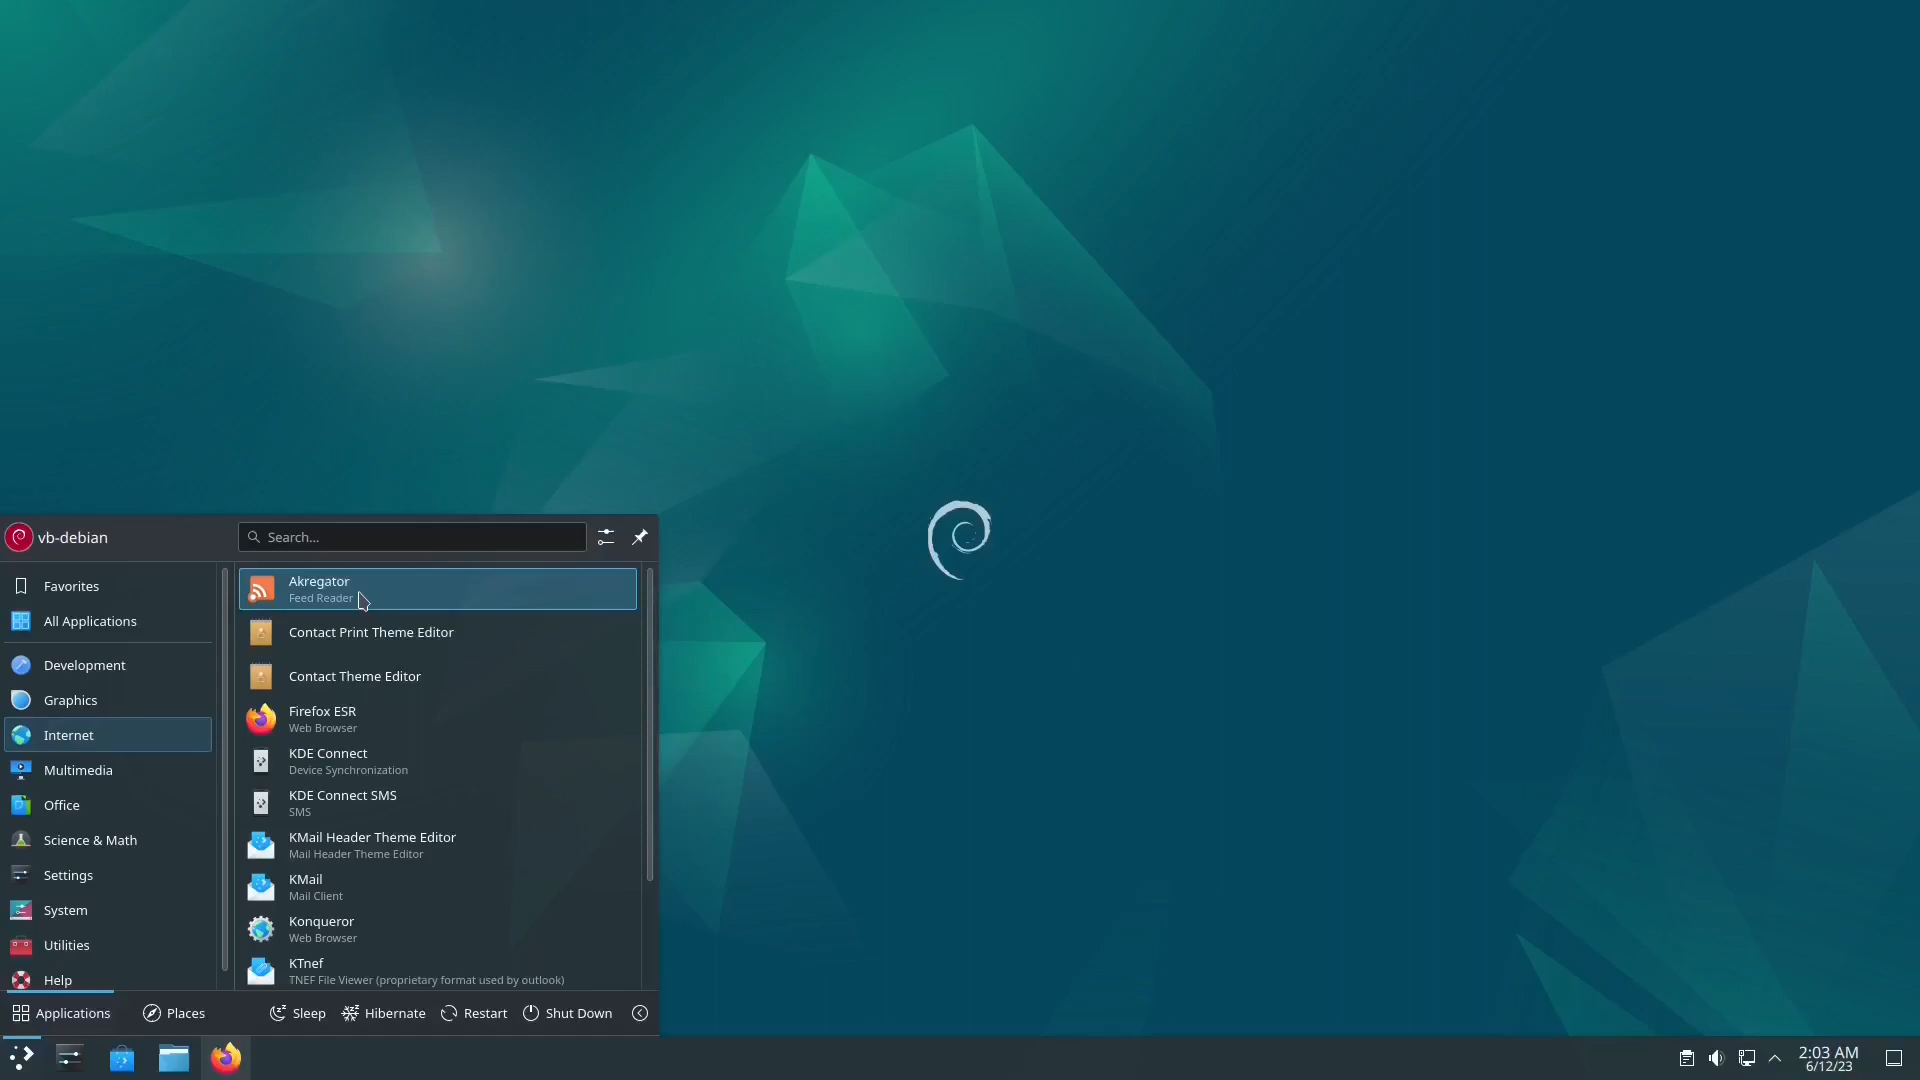 vb-debian
Search...
Favorites
All Applications
Development
Graphics
Internet
Multimedia
Office
Science & Math
Settings
System
Utilities
Help
Akregator
Feed Reader
Contact Print Theme Editor
Contact Theme Editor
Firefox ESR
Web Browser
KDE Connect
Device Synchronization
KDE Connect SMS
SMS
KMail Header Theme Editor
Mail Header Theme Editor
KMail
Mail Client
Konqueror
Web Browser
KTnef
TNEF File Viewer (proprietary format used by outlook)
Applications Places Sleep Hibernate Restart Shut Down
2:03 AM
6/12/23